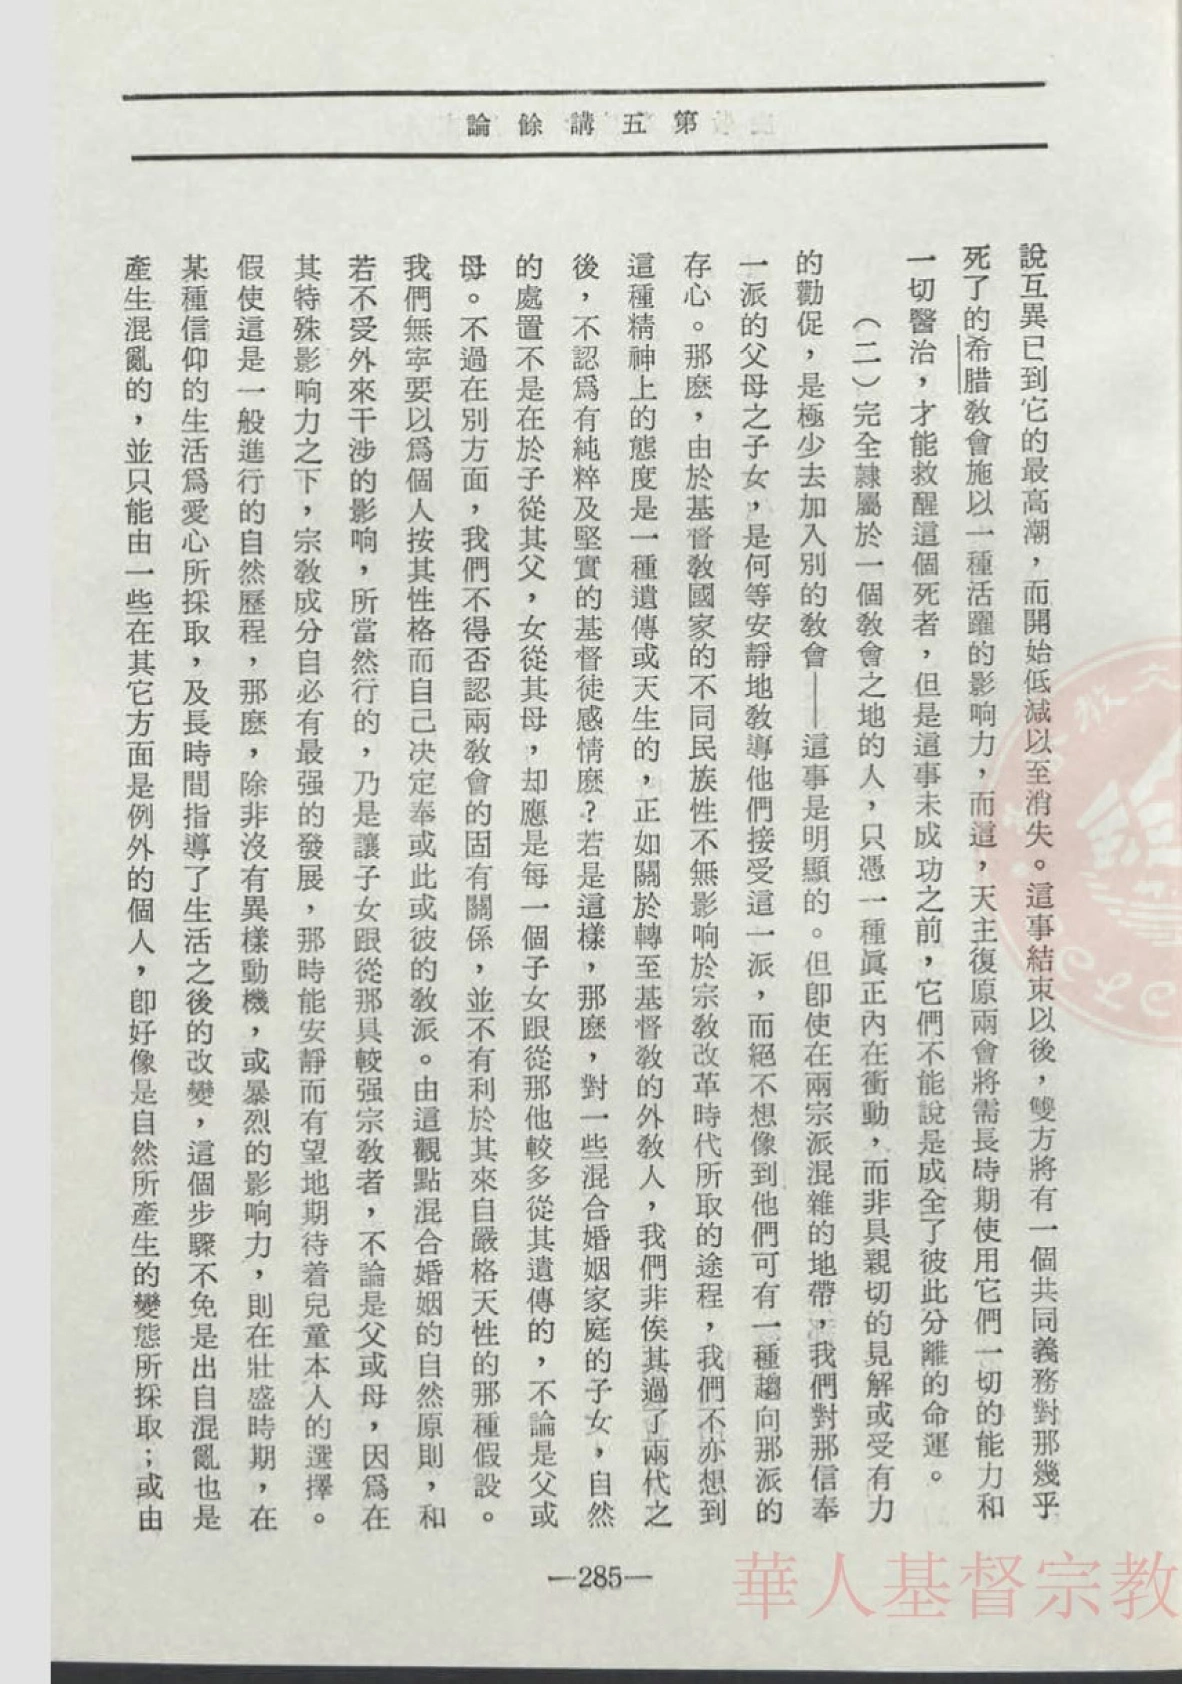 第五講餘論
說互異已到它的最高潮，而開始低減以至消失。這事結束以後，雙方將有一個共同義務對那幾乎
死了的希腊教會施以一種活躍的影响力，而這，天主復原兩會將需長時期使用它們一切的能力和
一切醫治，才能救醒這個死者，但是這事未成功之前，它們不能說是成全了彼此分離的命運。
（二）完全隸屬於一個教會之地的人，只憑一種眞正內在衝動，而非具親切的見解或受有力
的勸促，是極少去加入別的教會——這事是明顯的。但卽使在兩宗派混雜的地帶，我們對那信奉
一派的父母之子女，是何等安靜地教導他們接受這一派，而絕不想像到他們可有一種趨向那派的
存心。那麽，由於基督教國家的不同民族性不無影响於宗教改革時代所取的途程，我們不亦想到
這種精神上的態度是一種遺傳或天生的，正如關於轉至基督教的外教人，我們非俟其過了兩代之
後，不認爲有純粹及堅實的基督徒感情麽？若是這樣，那麽，對一些混合婚姻家庭的子女，自然
的處置不是在於子從其父，女從其母，却應是每一個子女跟從那他較多從其遺傳的，不論是父或
母。不過在別方面，我們不得否認兩教會的固有關係，並不有利於其來自嚴格天性的那種假設。
我們無寧要以爲個人按其性格而自己決定奉或此或彼的教派。由這觀點混合婚姻的自然原則，和
若不受外來干涉的影响，所當然行的，乃是讓子女跟從那具較强宗教者，不論是父或母，因爲在
其特殊影响力之下，宗教成分自必有最强的發展，那時能安靜而有望地期待着兒童本人的選擇。
假使這是一般進行的自然歷程，那麽，除非沒有異樣動機，或暴烈的影响力，則在壯盛時期，在
某種信仰的生活爲愛心所採取，及長時間指導了生活之後的改變，這個步驟不免是出自混亂也是
產生混亂的，並只能由一些在其它方面是例外的個人，卽好像是自然所產生的變態所採取；或由
—285—
華人基督宗教